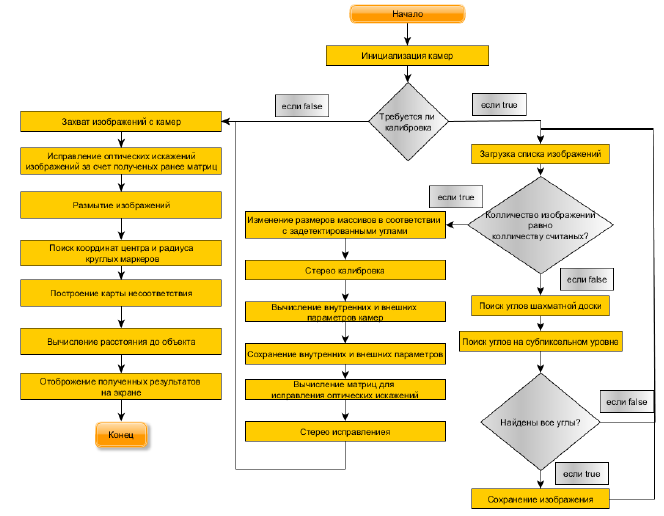 Начало
Инициализация камер
если false
если true
Требуется ли
калибровка
Захват изображений с камер
Исправление оптических искажений
изображений за счет полученых ранее матриц
Размытие изображений
Поиск координат центра и радиуса
круглых маркеров
Построение карты несоответствия
Вычисление расстояния до объекта
Отоброжение полученных результатов
на экране
Конец
Загрузка списка изображений
если true
Колличество изображении
равно
колличеству считаных?
Изменение размеров массивов в соответствии
с задетектированными углами
Стерео калибровка
Вычисление внутренних и внешних
параметров камер
Сохранение внутренних и внешних параметров
Вычисление матриц для
исправления оптических искажений
Стерео исправлениея
если false
Поиск углов шахматной доски
Поиск углов на субпиксельном уровне
Найдены все углы?
если false
если true
Сохранение изображения